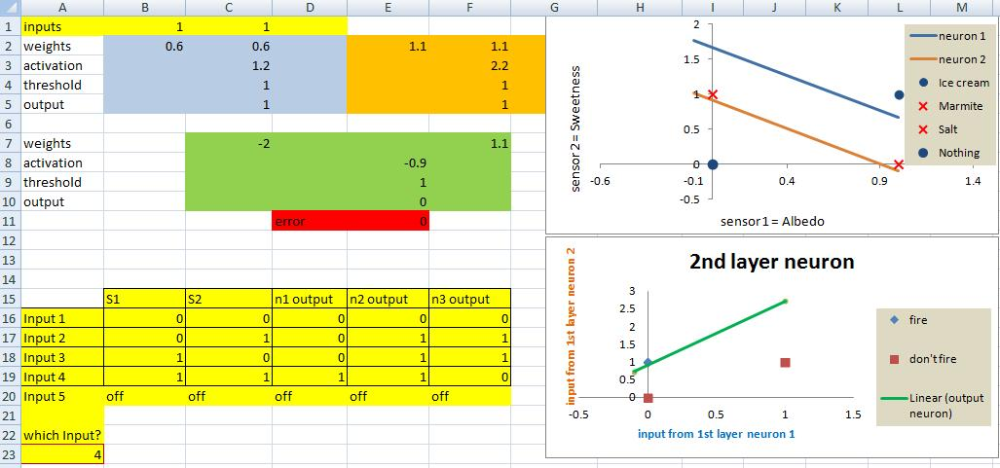 A B C D E F G H I J K L M
1 inputs 1 1
2 weights 0.6 0.6 1.1 1.1
3 activation 1.2 2.2
4 threshold 1 1
5 output 1 1
6
7 weights -2 1.1
8 activation -0.9
9 threshold 1
10 output 0
11 error 0
12
13
14
15 S1 S2 n1 output n2 output n3 output
16 Input 1 0 0 0 0 0
17 Input 2 0 1 0 1 1
18 Input 3 1 0 0 1 1
19 Input 4 1 1 1 1 0
20 Input 5 off off off off off
21
22 which Input?
23 4
sensor 2 = Sweetness
2
1.5
1
0.5
0
-0.5
-0.6 -0.1 0.4 0.9 1.4
sensor1 = Albedo
neuron 1
neuron 2
Ice cream
Marmite
Salt
Nothing
2nd layer neuron
input from 1st layer neuron 2
3
2.5
2
1.5
1
0.5
0
-0.5 0 0.5 1 1.5
input from 1st layer neuron 1
fire
don't fire
Linear (output
neuron)